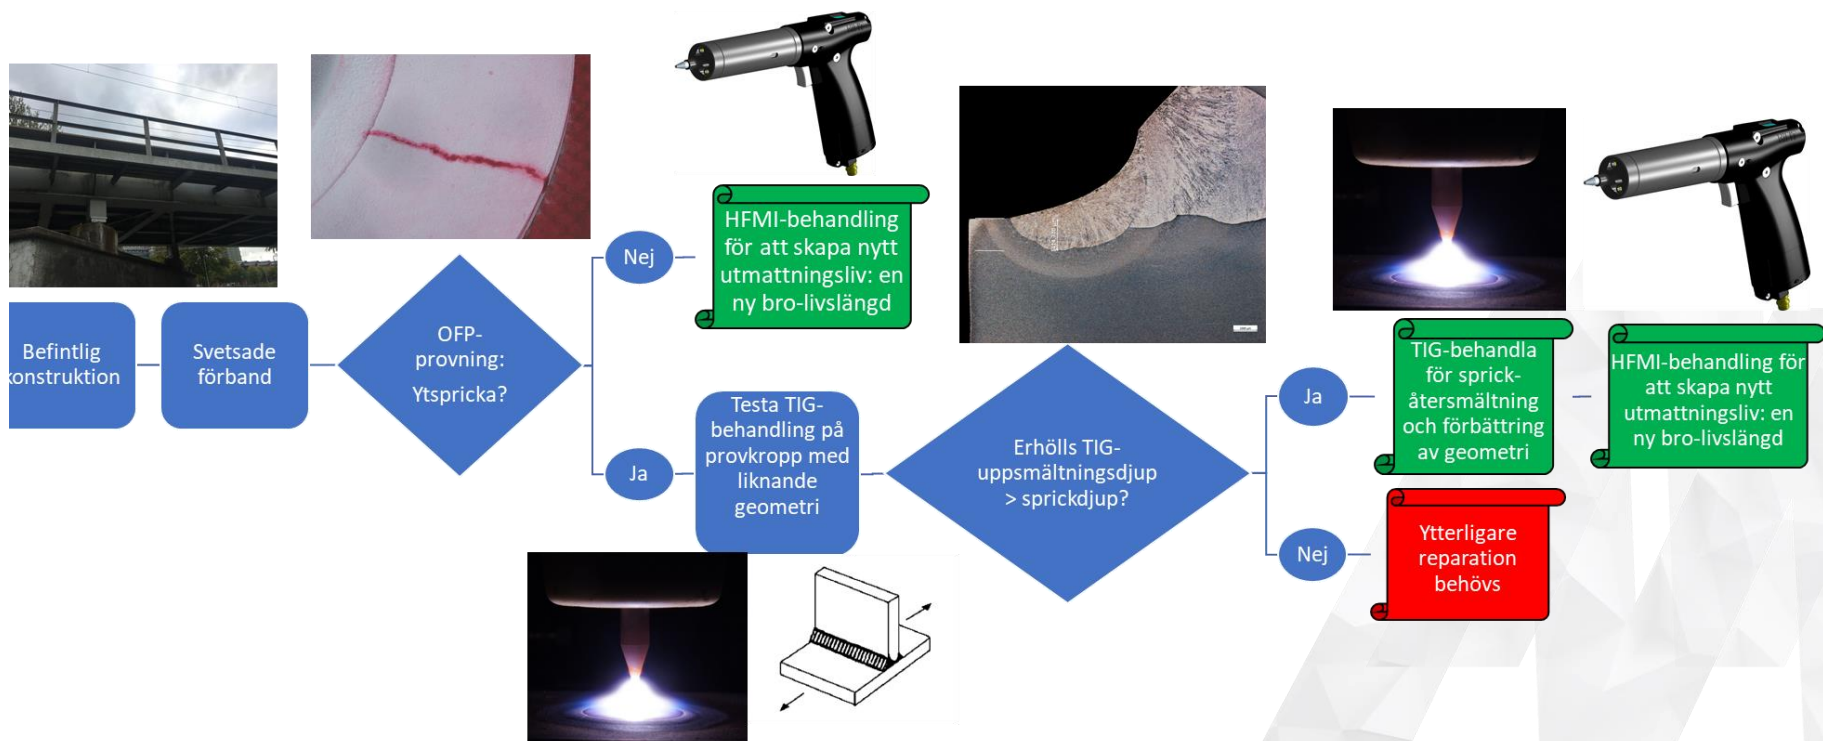 Befintlig
konstruktion
Svetsade
förband
OFP-
provning:
Ytspricka?
Nej
HFMI-behandling
för att skapa nytt
utmattningsliv: en
ny bro-livslängd
Ja
Testa TIG-
behandling på
provkropp med
liknande
geometri
Erhölls TIG-
uppsmältningsdjup
> sprickdjup?
Ja
TIG-behandla
för sprick-
återsmältning
och förbättring
av geometri
HFMI-behandling för
att skapa nytt
utmattningsliv: en
ny bro-livslängd
Nej
Ytterligare
reparation
behövs